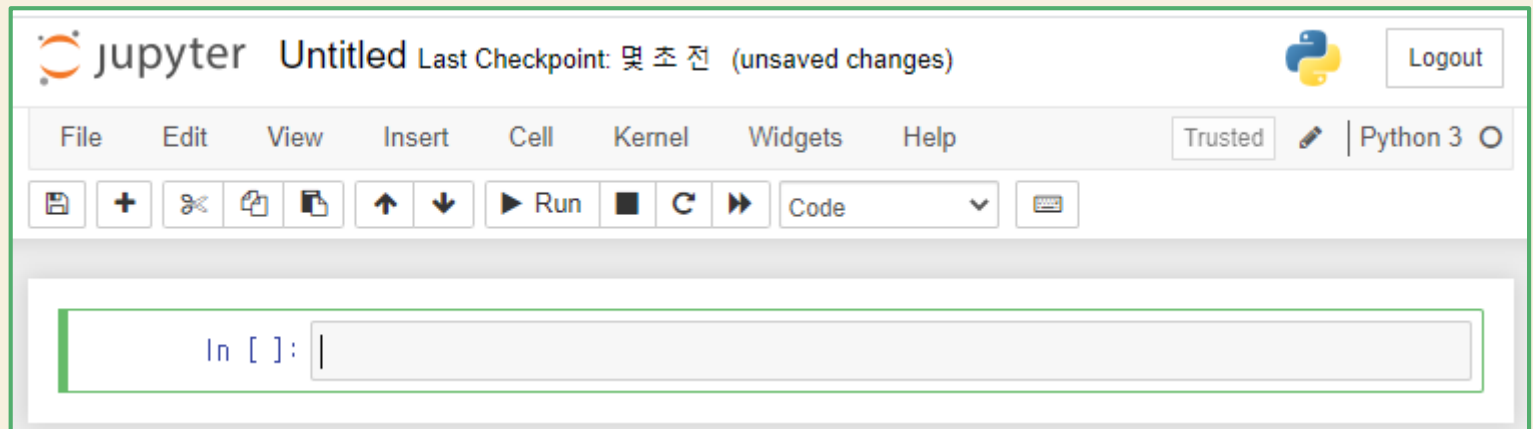 jupyter Untitled Last Checkpoint: 몇 초 전 (unsaved changes) Logout
File Edit View Insert Cell Kernel Widgets Help Trusted Python 3
Run Code
In [ ]: